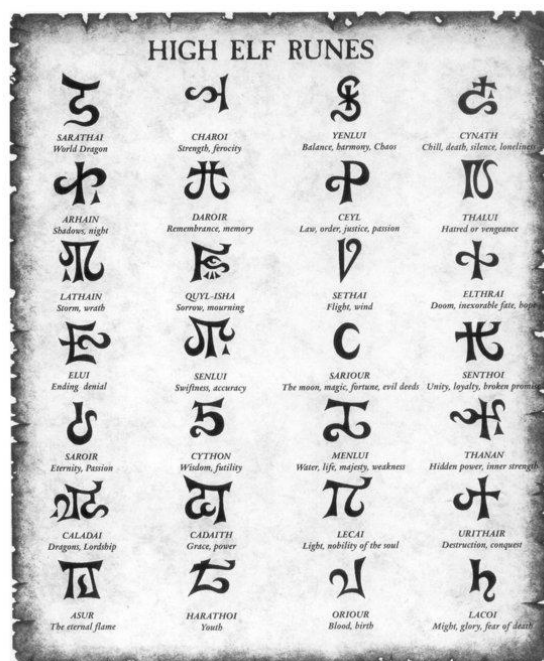 HIGH ELF RUNES
SARATHAI CHAROI YENLUI CYNATH
World Dragon Strength, ferocity Balance, harmony, Chaos Chill, death, silence, loneliness
ARHAIN DAROIR CEYL THALUI
Shadows, night Remembrance, memory Law, order, justice, passion Hatred or vengeance
LATHAIN QUYL-ISHA SETHAI ELTHRAI
Storm, wrath Sorrow, mourning Flight, wind Doom, inexorable fate,
ELUI SENLUI SARIOUR SENTHOI
Ending denial Swiftness, accuracy The moon, magic, fortune, evil deeds Unity, loyalty, broken
SAROIR CYTHON MENLUI THANAN
Eternity, Passion Wisdom, futility Water, life, majesty, weakness Hidden power, inner strength
CALADAI CADAITH LECAI URITHAIR
Dragons, Lordship Grace, power Light, nobility of the soul Destruction, conquest
ASUR HARATHOI ORIOUR LACOI
The eternal flame Youth Blood, birth Might, glory, fear of death